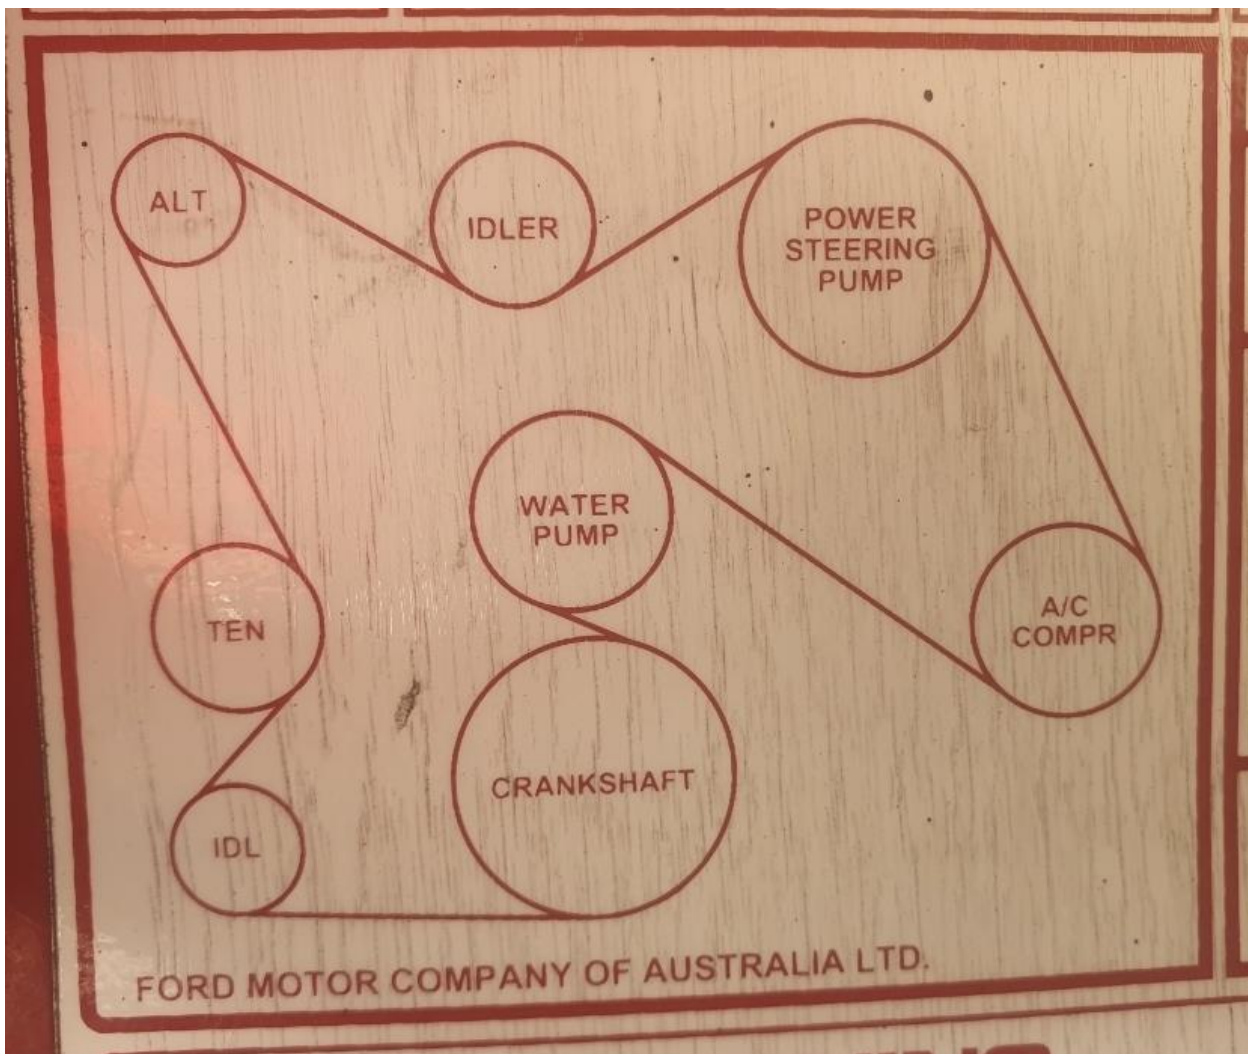 ALT
IDLER
POWER
STEERING
PUMP
WATER
PUMP
TEN
A/C
COMPR
CRANKSHAFT
IDL
FORD MOTOR COMPANY OF AUSTRALIA LTD.